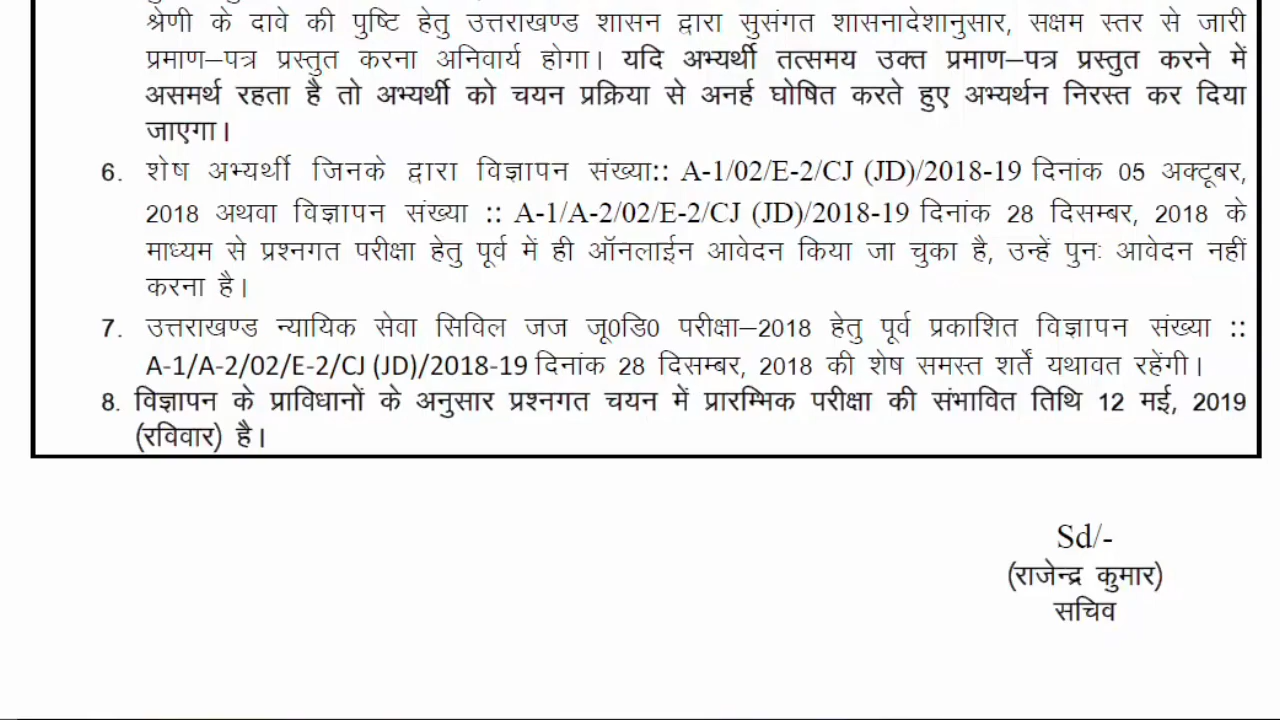 श्रेणी के दावे की पुष्टि हेतु उत्तराखण्ड शासन द्वारा सुसंगत शासनादेशानुसार, सक्षम स्तर से जारी
प्रमाण–पत्र प्रस्तुत करना अनिवार्य होगा। यदि अभ्यर्थी तत्समय उक्त प्रमाण–पत्र प्रस्तुत करने में
असमर्थ रहता है तो अभ्यर्थी को चयन प्रक्रिया से अनर्ह घोषित करते हुए अभ्यर्थन निरस्त कर दिया
जाएगा।
6. शेष अभ्यर्थी जिनके द्वारा विज्ञापन संख्या:: A-1/02/E-2/CJ (JD)/2018-19 दिनांक 05 अक्टूबर,
2018 अथवा विज्ञापन संख्या :: A-1/A-2/02/E-2/CJ (JD)/2018-19 दिनांक 28 दिसम्बर, 2018 के
माध्यम से प्रश्नगत परीक्षा हेतु पूर्व में ही ऑनलाईन आवेदन किया जा चुका है, उन्हें पुनः आवेदन नहीं
करना है।
7. उत्तराखण्ड न्यायिक सेवा सिविल जज जू0डि0 परीक्षा–2018 हेतु पूर्व प्रकाशित विज्ञापन संख्या ::
A-1/A-2/02/E-2/CJ (JD)/2018-19 दिनांक 28 दिसम्बर, 2018 की शेष समस्त शर्तें यथावत रहेंगी।
8. विज्ञापन के प्राविधानों के अनुसार प्रश्नगत चयन में प्रारम्भिक परीक्षा की संभावित तिथि 12 मई, 2019
(रविवार) है।
Sd/-
(राजेन्द्र कुमार)
सचिव